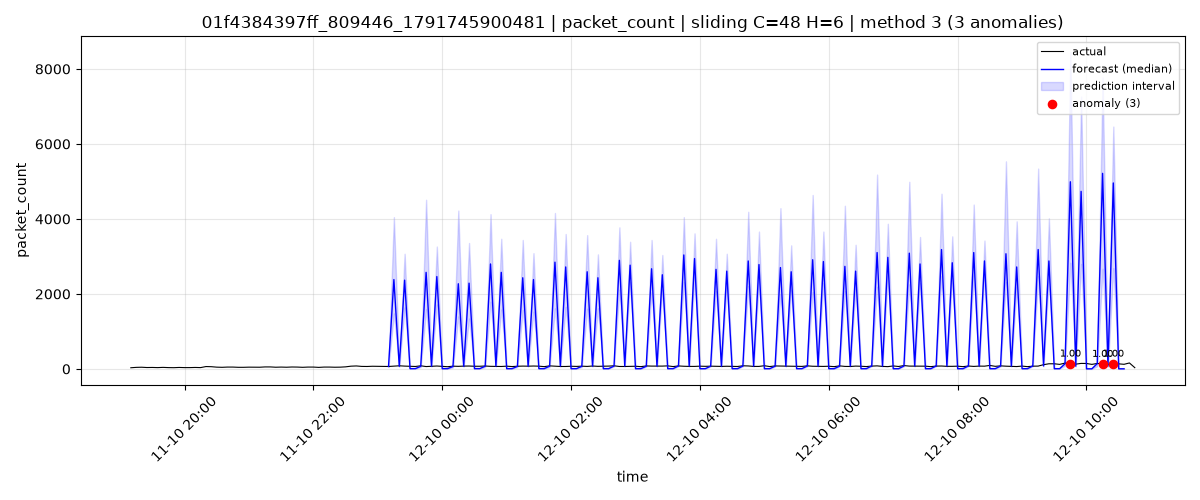 01f4384397ff_809446_1791745900481 | packet_count | sliding C=48 H=6 | method 3 (3 anomalies)
actual
forecast (median)
prediction interval
anomaly (3)
packet_count
8000
6000
4000
2000
0
1.00
11-10 20:00
11-10 22:00
12-10 00:00
12-10 02:00
12-10 04:00
12-10 06:00
12-10 08:00
12-10 10:00
time